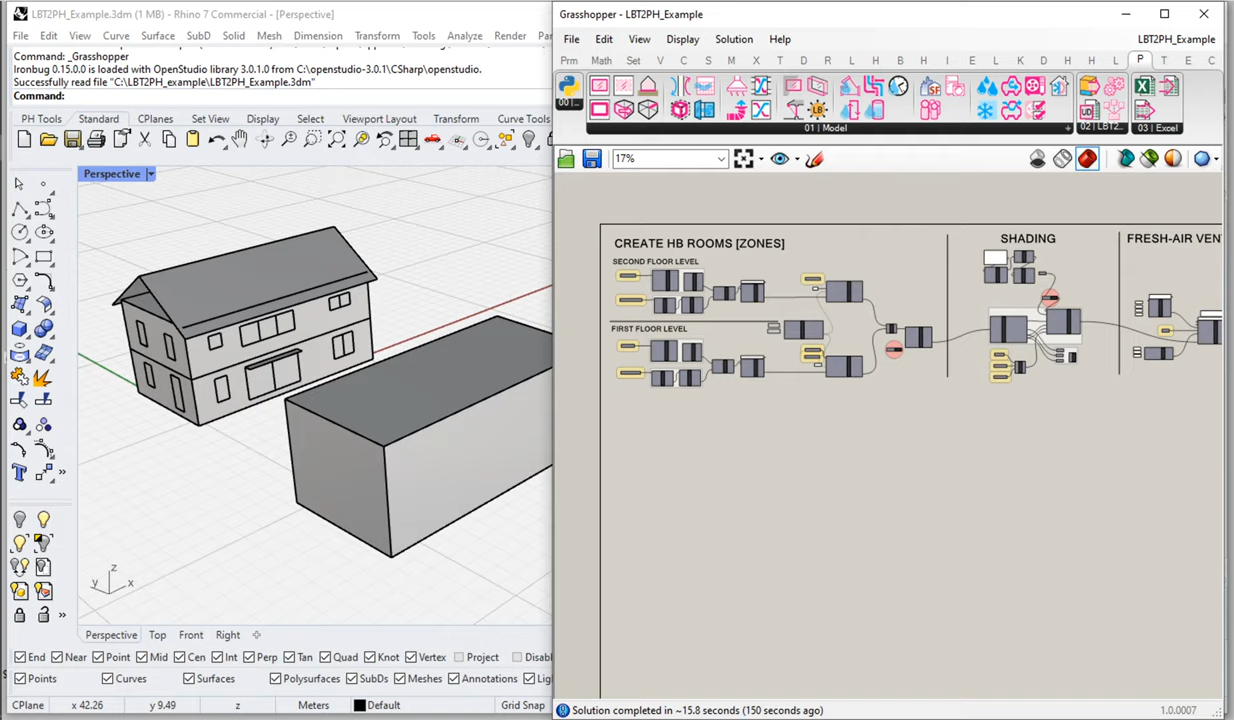 LBT2PH_Example.3dm (1 MB) - Rhino 7 Commercial - [Perspective]
File Edit View Curve Surface SubD Solid Mesh Dimension Transform Tools Analyze Render
Command: _Grasshopper
Ironbug 0.15.0.0 is loaded with OpenStudio library 3.0.1.0 from C:\openstudio-3.0.1\CSharp\openstudio.
Successfully read file "C:\LBT2PH_example\LBT2PH_Example.3dm"
Command:
PH Tools Standard CPlanes Set View Display Select Viewport Layout Transform Curve Tools
Perspective
z
y x
Perspective Top Front Right
End Near Point Mid Cen Int Perp Tan Quad Knot Vertex Project Disabl
Points Curves Surfaces Polysurfaces Meshes SubDs Annotations Lig
CPlane x 42.26 y 9.49 z Meters Default Grid Snap
Grasshopper - LBT2PH_Example
File Edit View Display Solution Help LBT2PH_Example
Prm Math Set V C S M I X T D R L H B V H I N E L H D H H P T E C
00 |...
01 | Model
02 | LBT2...
03 | Excel
17%
CREATE HB ROOMS [ZONES]
SECOND FLOOR LEVEL
FIRST FLOOR LEVEL
SHADING
FRESH-AIR VEN
Solution completed in ~15.8 seconds (150 seconds ago) 1.0.0007